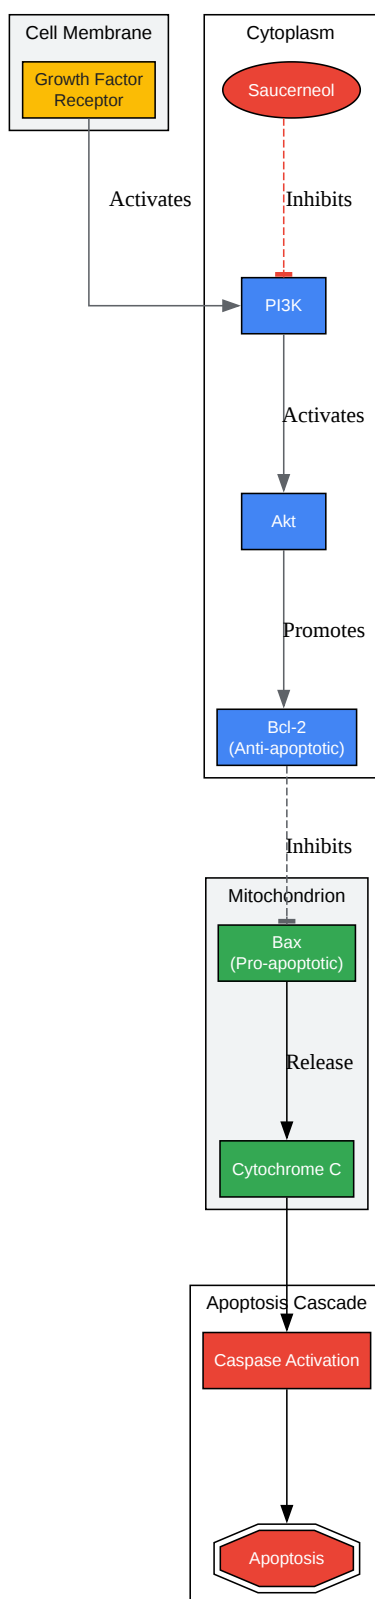 Cell Membrane
Growth Factor
Receptor
Activates
Cytoplasm
Saucerneol
Inhibits
PI3K
Activates
Akt
Promotes
Bcl-2
(Anti-apoptotic)
Inhibits
Mitochondrion
Bax
(Pro-apoptotic)
Release
Cytochrome C
Apoptosis Cascade
Caspase Activation
Apoptosis